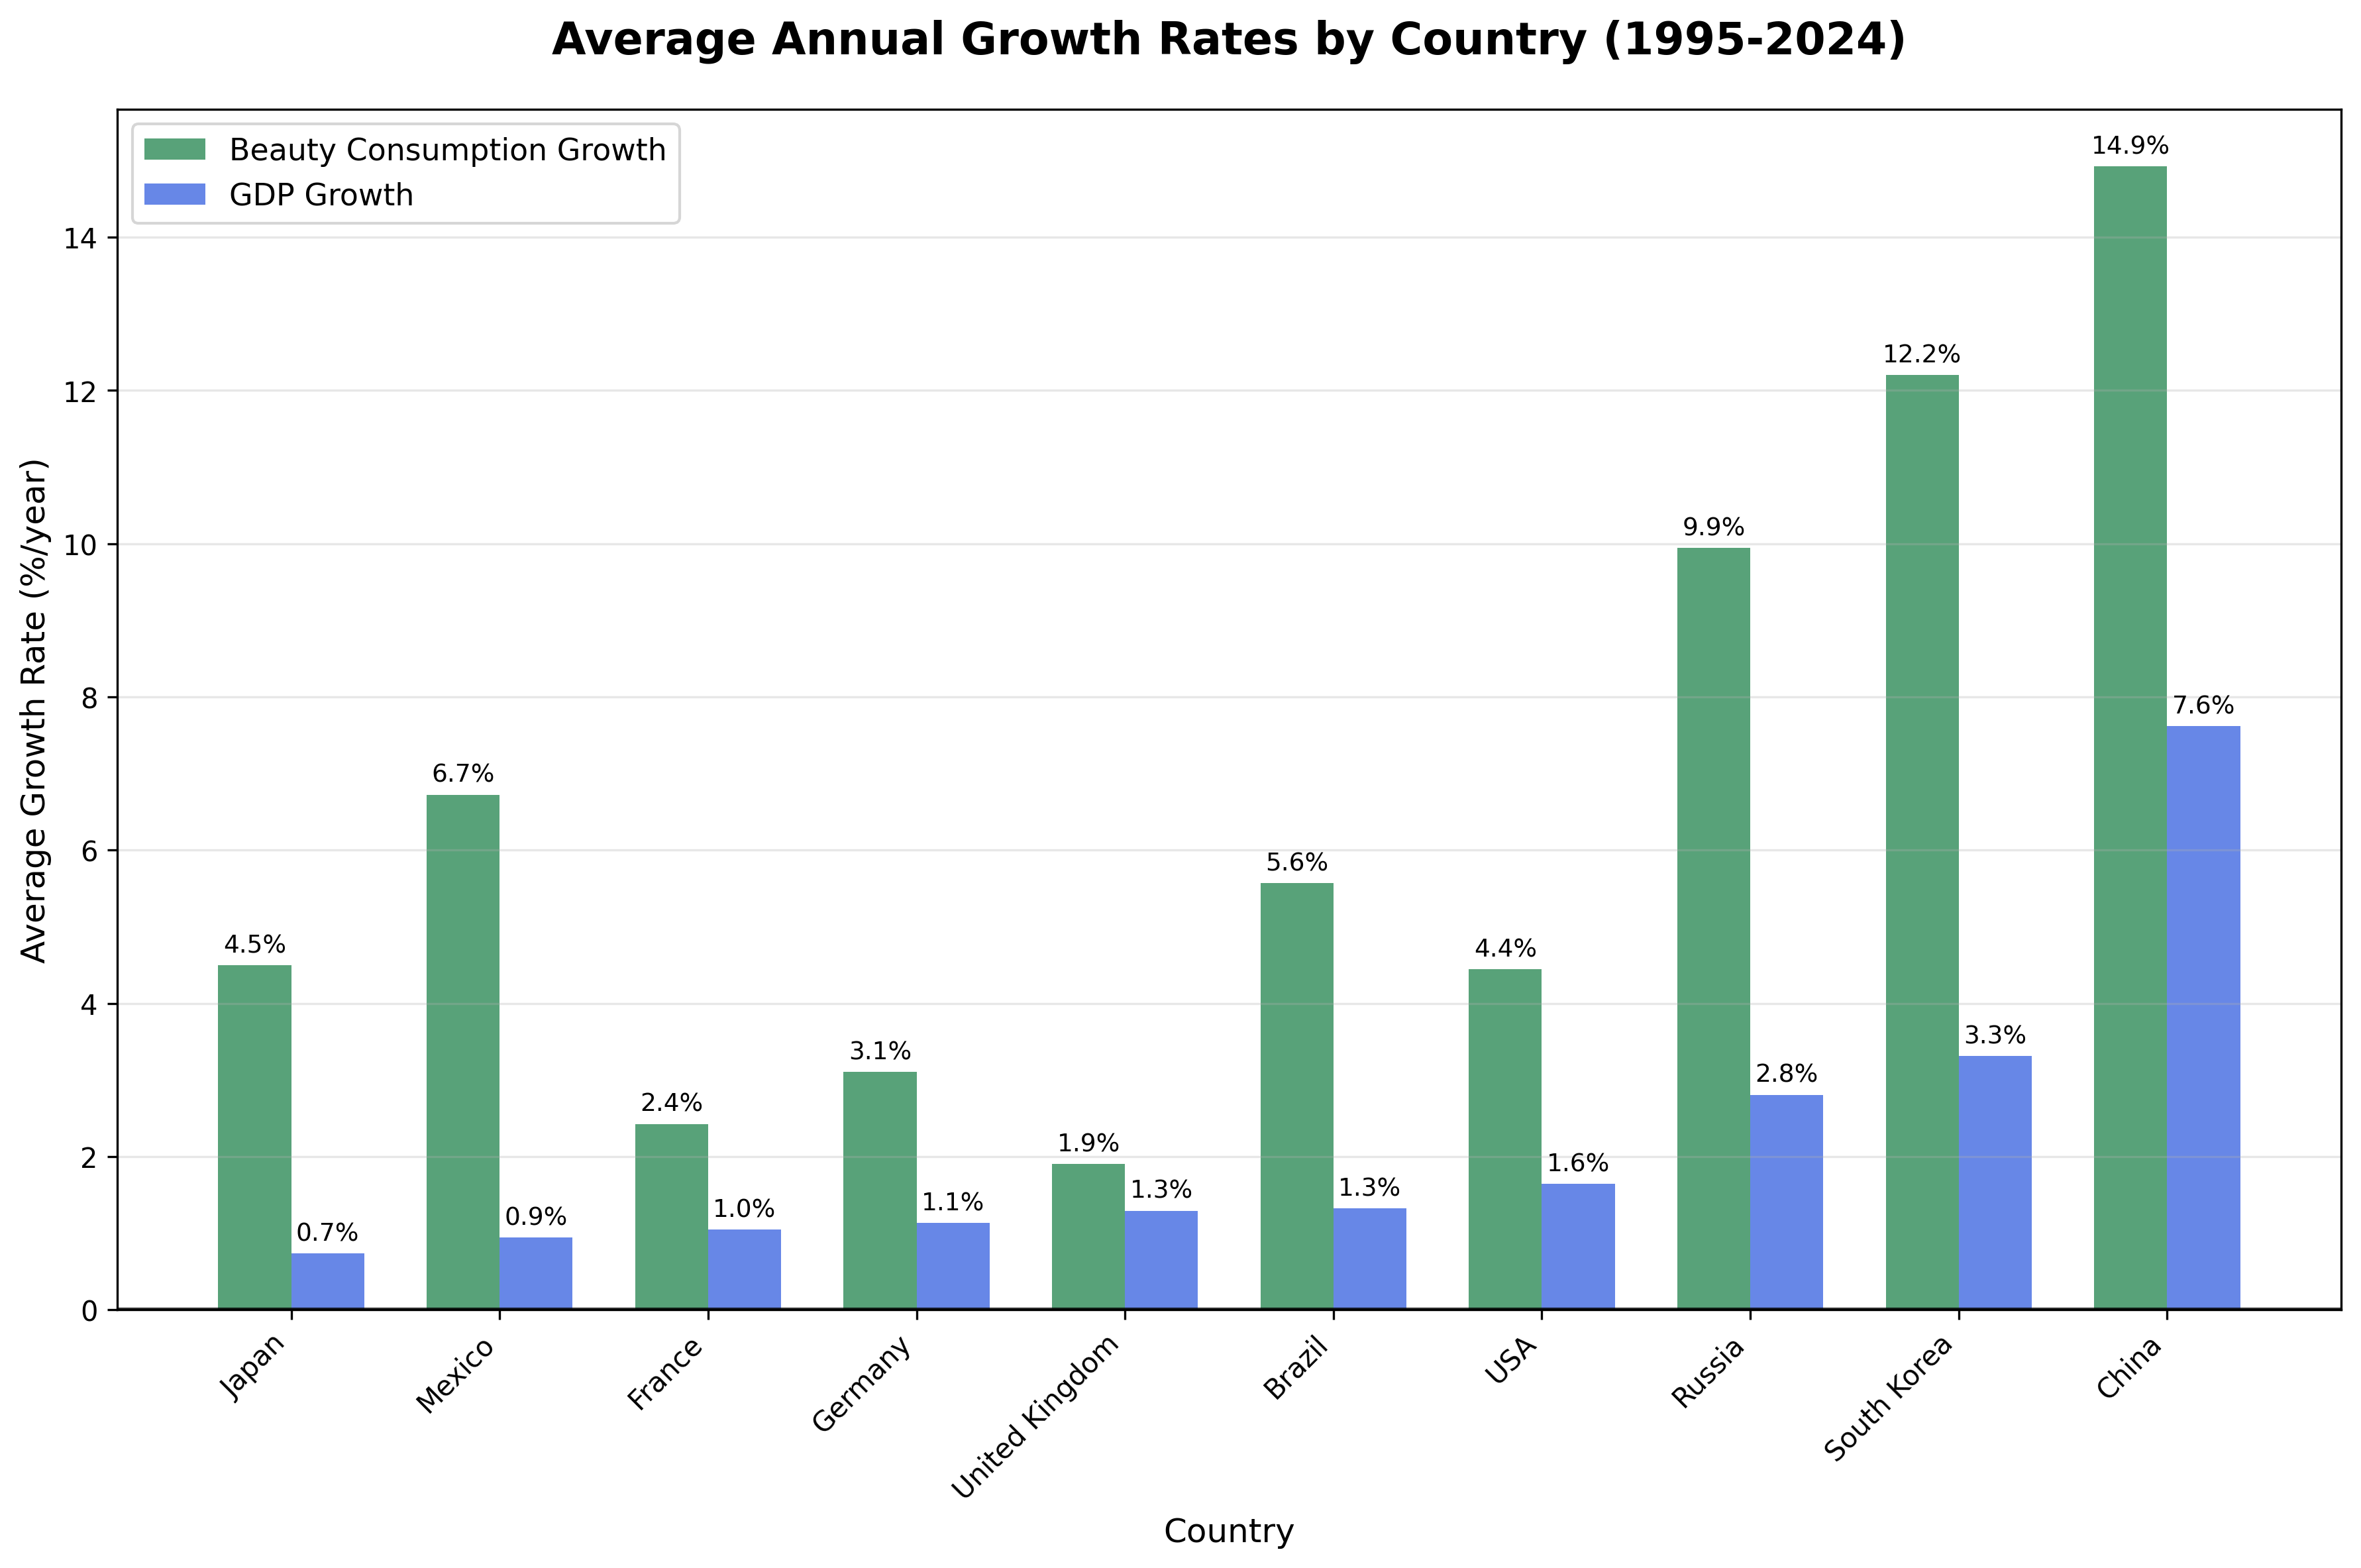 Average Annual Growth Rates by Country (1995-2024)
Beauty Consumption Growth
GDP Growth
Average Growth Rate (%/year)
14
12
10
8
6
4
2
0
4.5%
0.7%
6.7%
0.9%
2.4%
1.0%
3.1%
1.1%
1.9%
1.3%
5.6%
1.3%
4.4%
1.6%
9.9%
2.8%
12.2%
3.3%
14.9%
7.6%
Japan
Mexico
France
Germany
United Kingdom
Brazil
USA
Russia
South Korea
China
Country